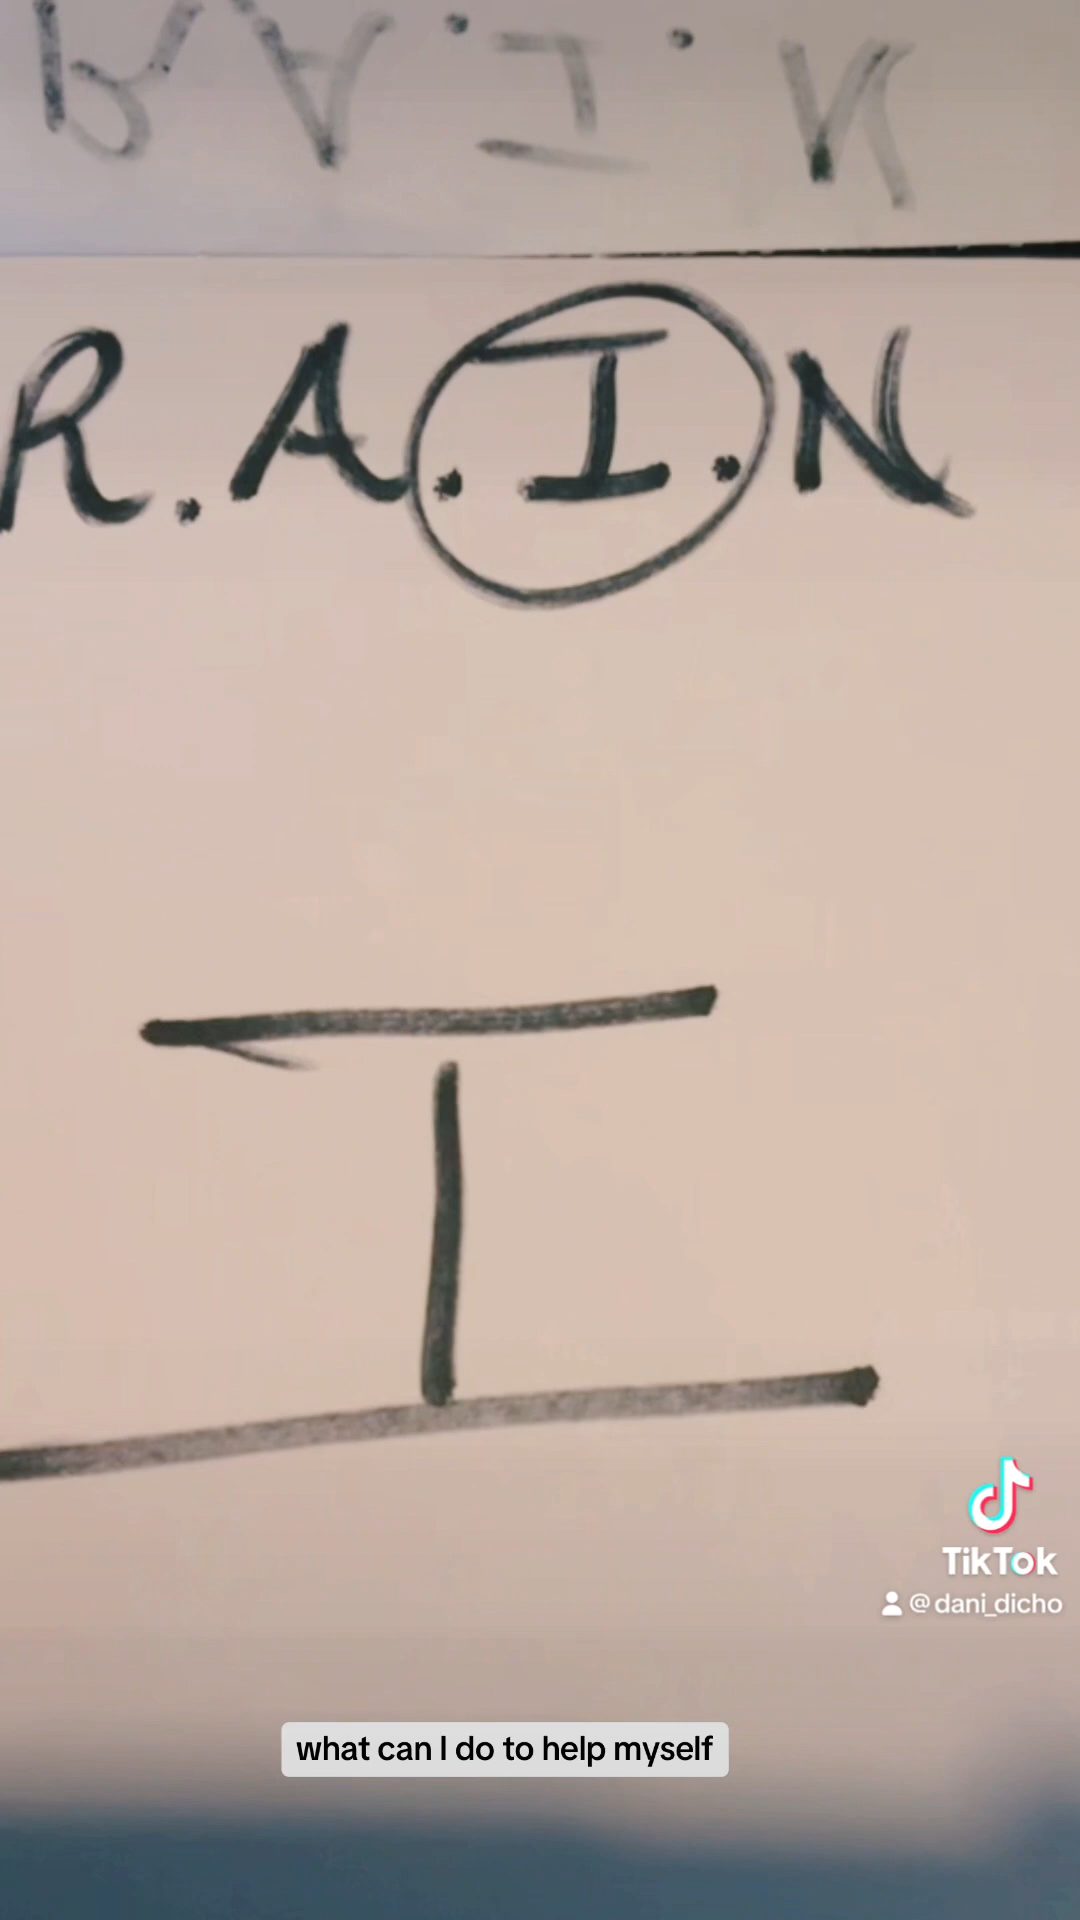 R.A.I.N
R.A.I.N
I
TikTok
@dani_dicho
what can I do to help myself